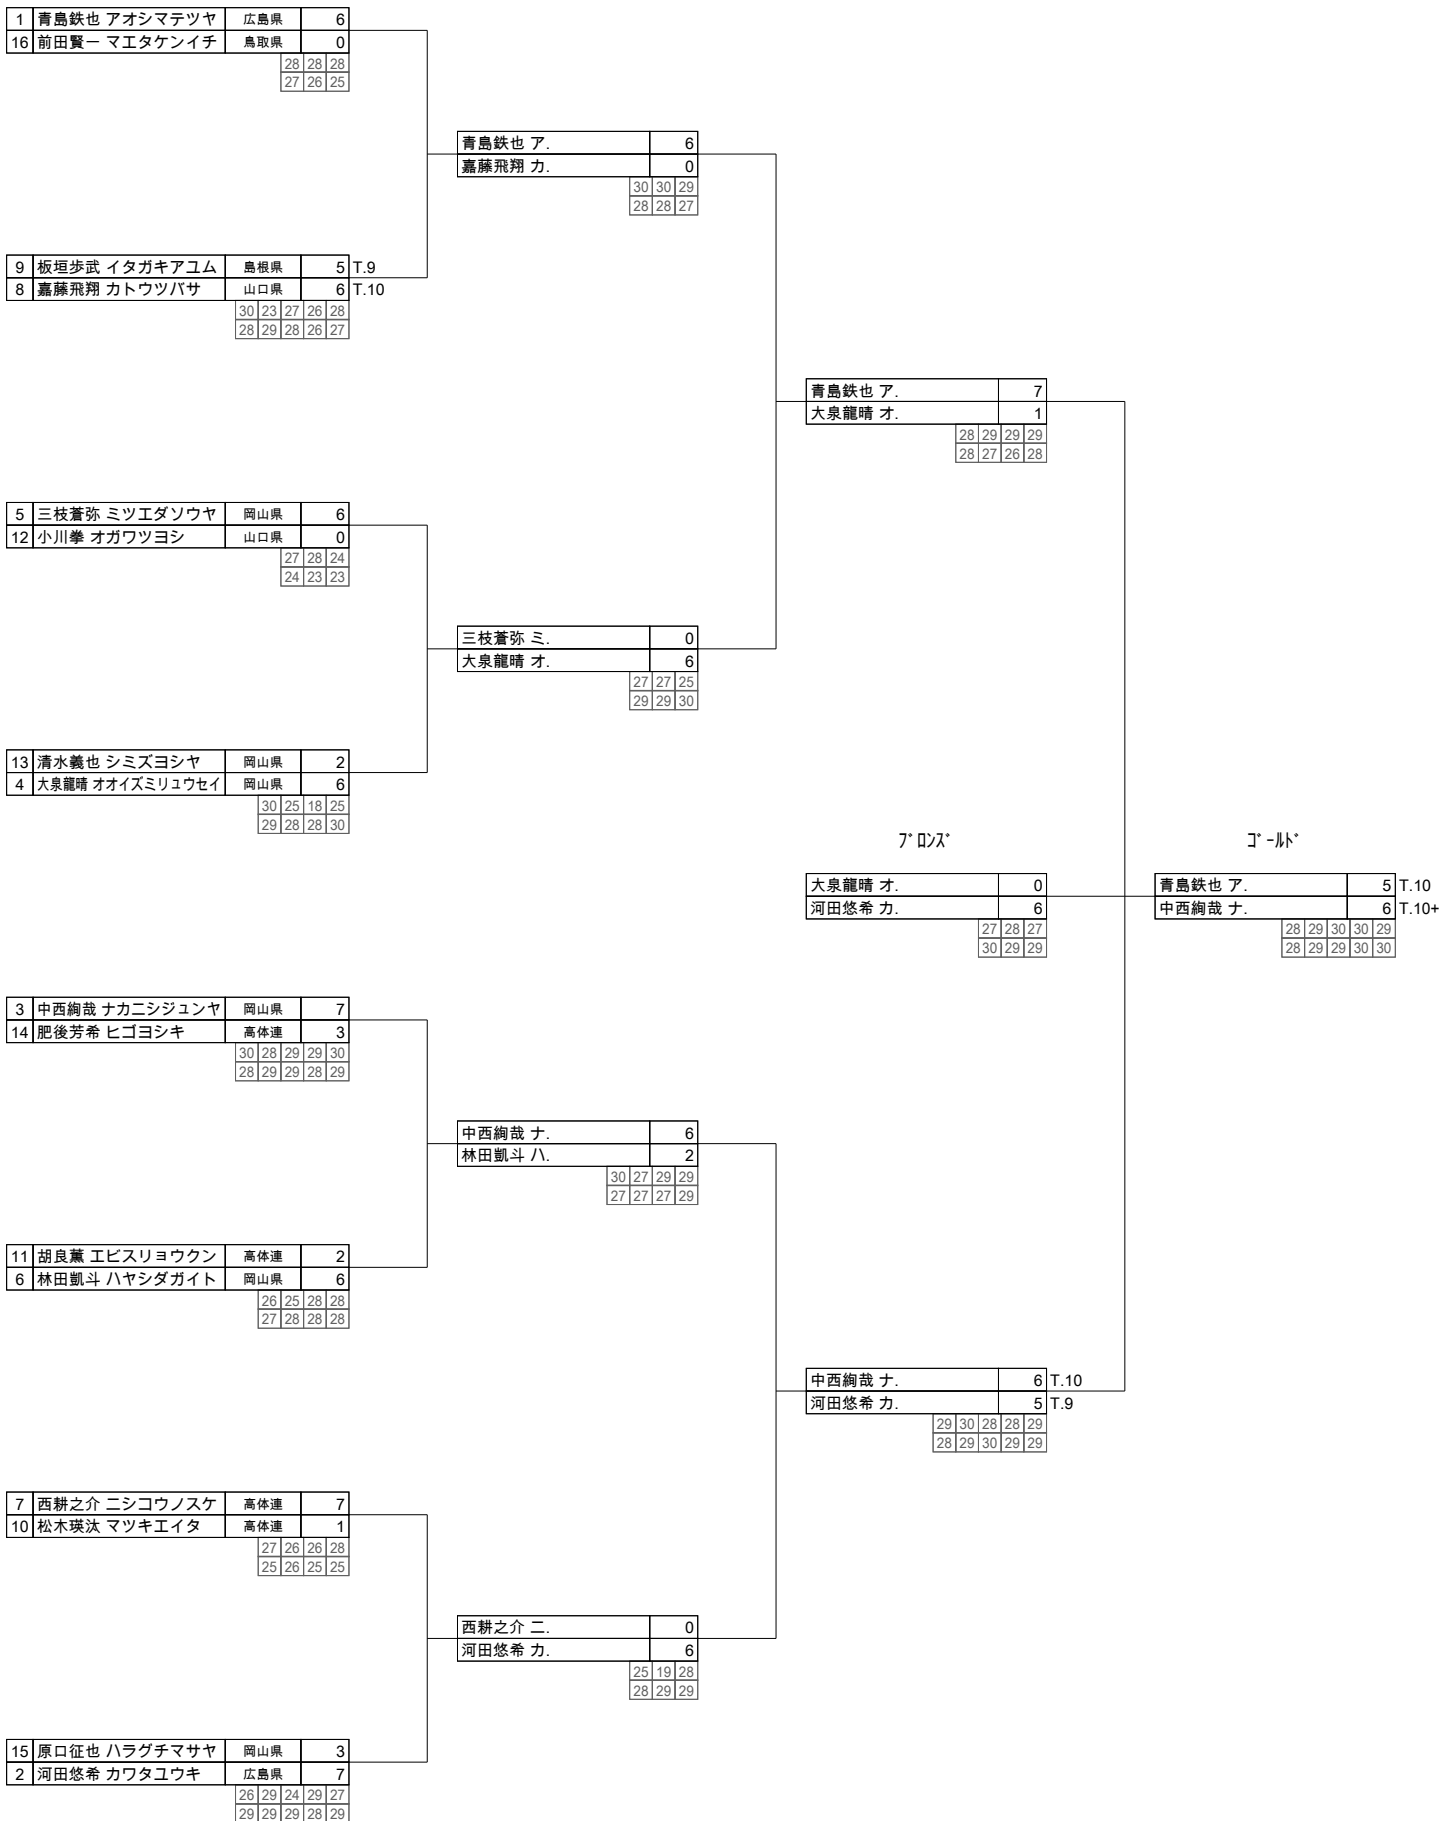 1 青島鉄也 アオシマテツヤ 広島県 6
16 前田賢一 マエタケンイチ 鳥取県 0
28 28 28
27 26 25
青島鉄也 ア. 6
嘉藤飛翔 カ. 0
30 30 29
28 28 27
9 板垣歩武 イタガキアユム 島根県 5 T.9
8 嘉藤飛翔 カトウツバサ 山口県 6 T.10
30 23 27 26 28
28 29 28 26 27
青島鉄也 ア. 7
大泉龍晴 オ. 1
28 29 29 29
28 27 26 28
5 三枝蒼弥 ミツエダソウヤ 岡山県 6
12 小川拳 オガワツヨシ 山口県 0
27 28 24
24 23 23
三枝蒼弥 ミ. 0
大泉龍晴 オ. 6
27 27 25
29 29 30
13 清水義也 シミズヨシヤ 岡山県 2
4 大泉龍晴 オオイズミリュウセイ 岡山県 6
30 25 18 25
29 28 28 30
ﾌﾞﾛﾝｽﾞ ｺﾞｰﾙﾄﾞ
大泉龍晴 オ. 0 青島鉄也 ア. 5 T.10
河田悠希 カ. 6 中西絢哉 ナ. 6 T.10+
27 28 27 28 29 30 30 29
30 29 29 28 29 29 30 30
3 中西絢哉 ナカニシジュンヤ 岡山県 7
14 肥後芳希 ヒゴヨシキ 高体連 3
30 28 29 29 30
28 29 29 28 29
中西絢哉 ナ. 6
林田凱斗 ハ. 2
30 27 29 29
27 27 27 29
11 胡良薫 エビスリョウクン 高体連 2
6 林田凱斗 ハヤシダガイト 岡山県 6
26 25 28 28
27 28 28 28
中西絢哉 ナ. 6 T.10
河田悠希 カ. 5 T.9
29 30 28 28 29
28 29 30 29 29
7 西耕之介 ニシコウノスケ 高体連 7
10 松木瑛汰 マツキエイタ 高体連 1
27 26 26 28
25 26 25 25
西耕之介 ニ. 0
河田悠希 カ. 6
25 19 28
28 29 29
15 原口征也 ハラグチマサヤ 岡山県 3
2 河田悠希 カワタユウキ 広島県 7
26 29 24 29 27
29 29 29 28 29